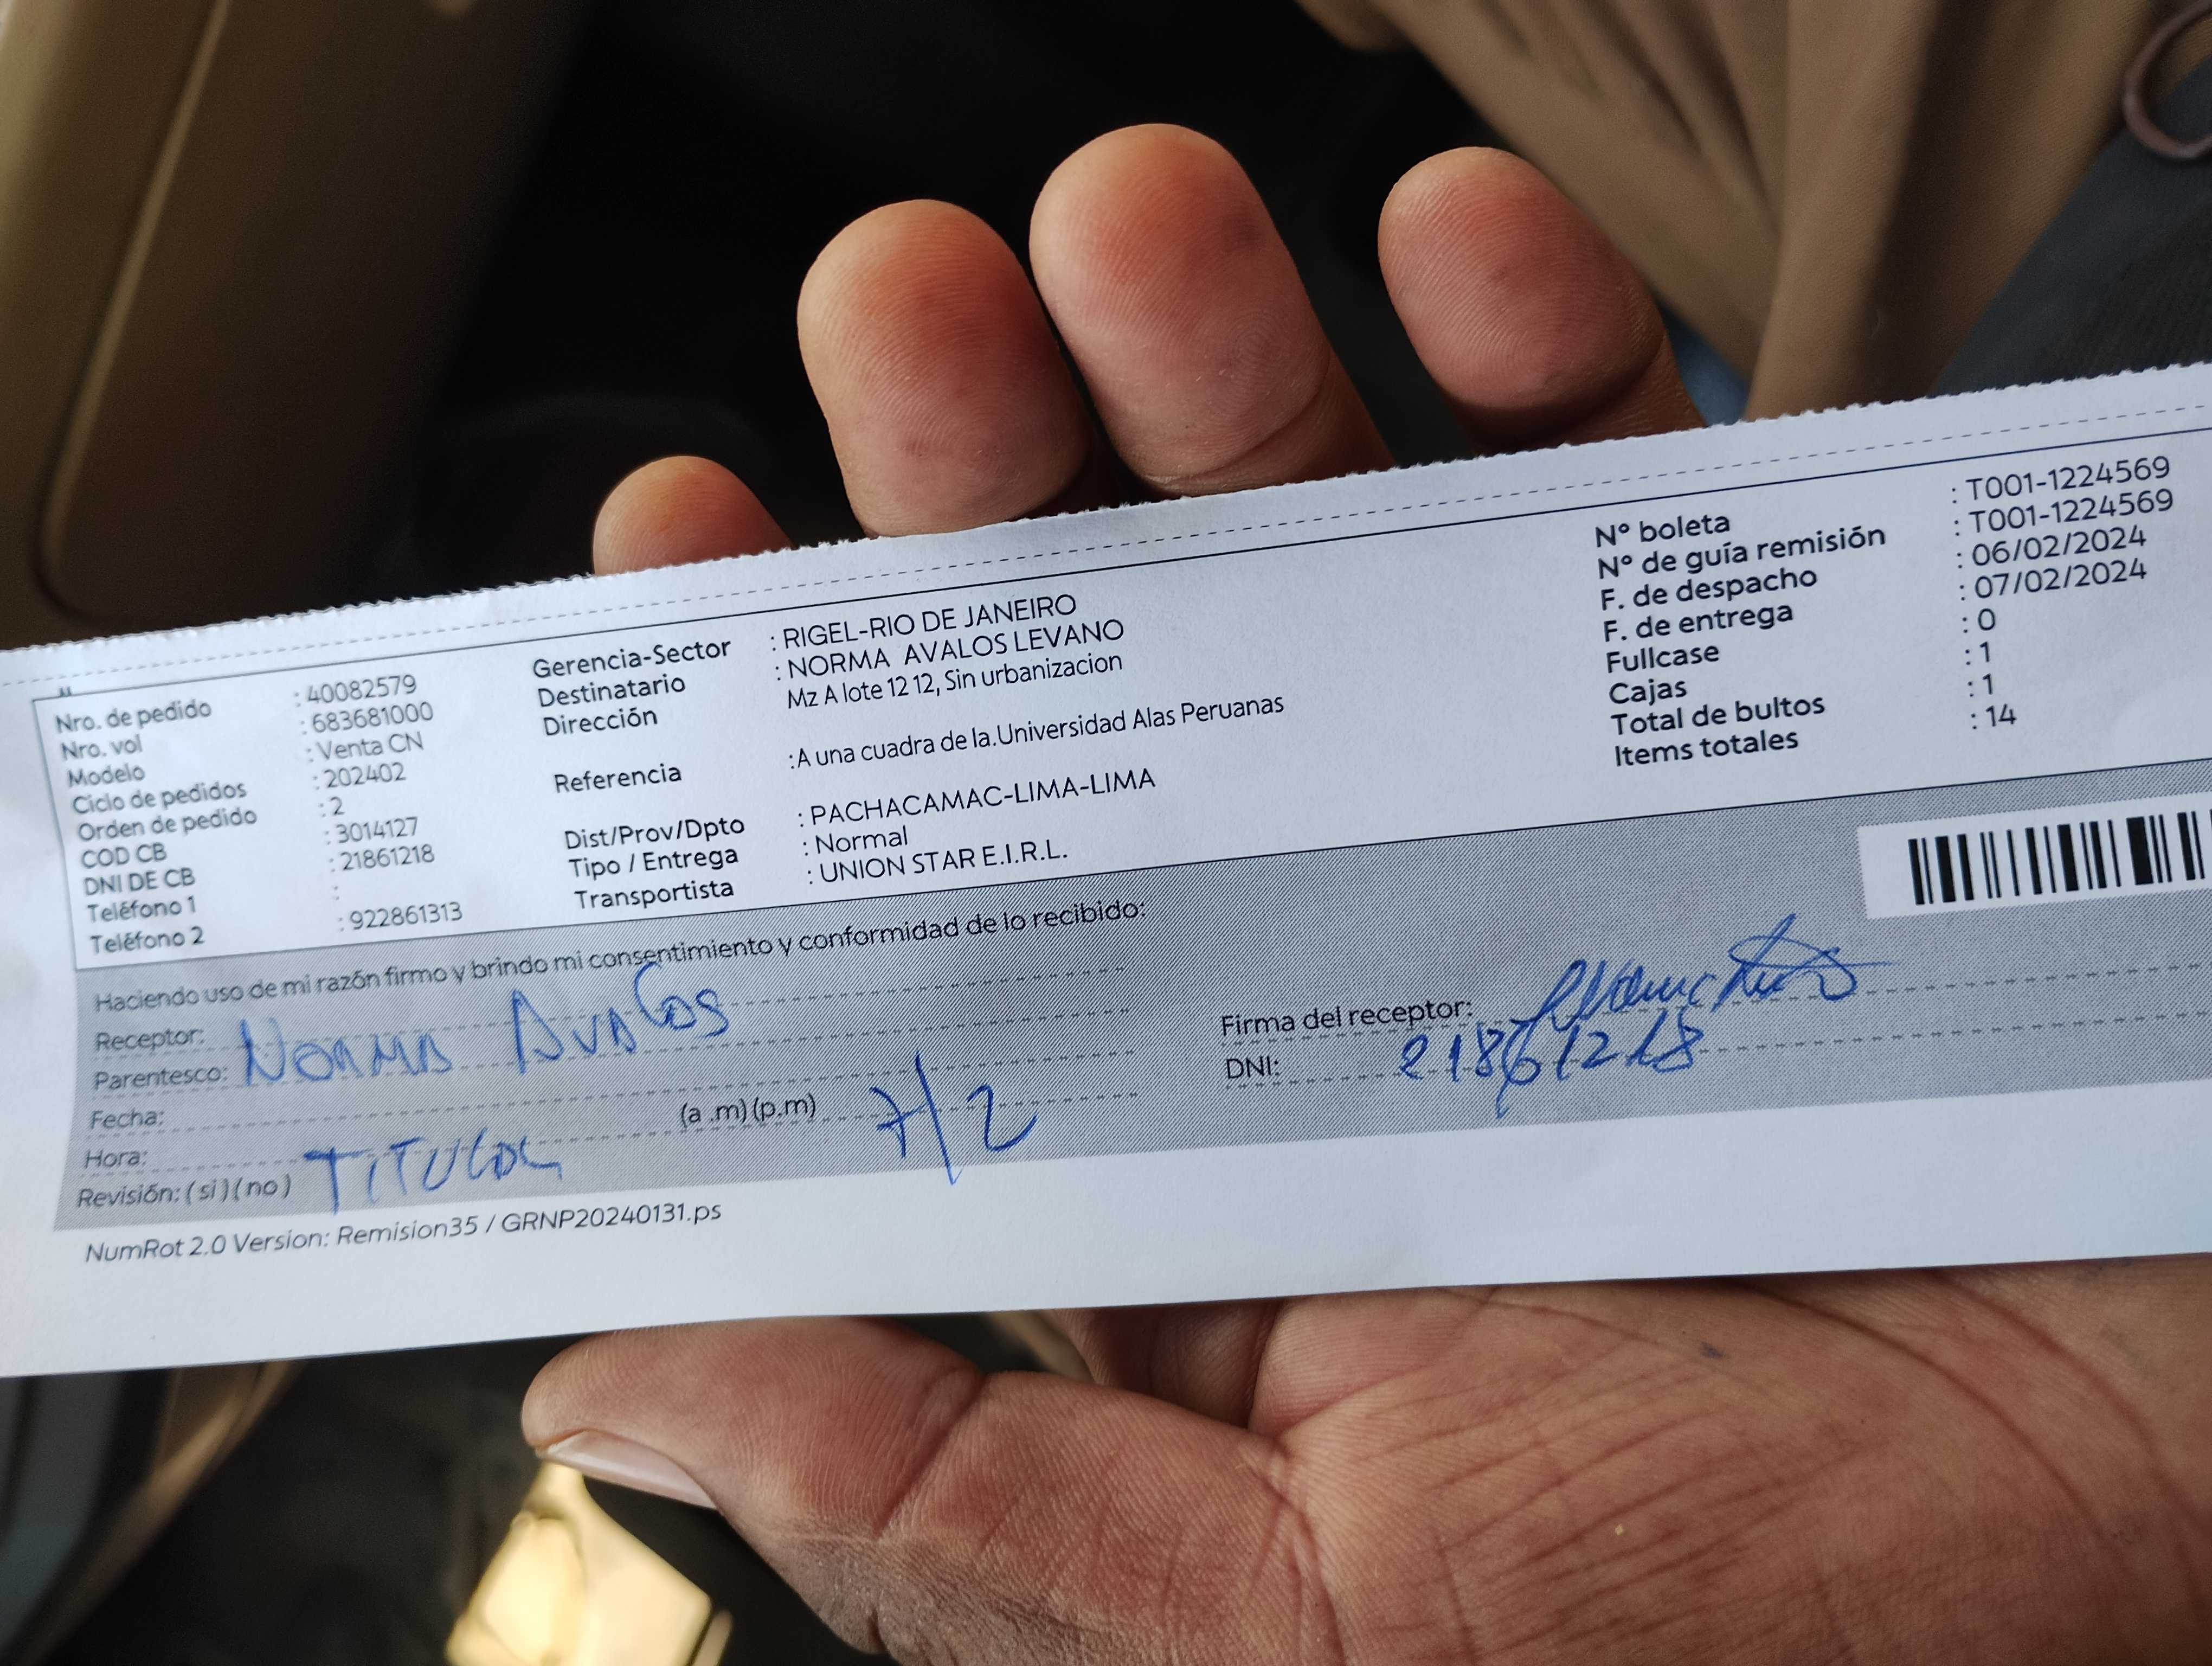 Nro. de pedido : 40082579
Nro. vol : 683681000
Modelo : Venta CN
Ciclo de pedidos : 202402
Orden de pedido : 2
COD CB : 3014127
DNI DE CB : 21861218
Teléfono 1 :
Teléfono 2 : 922861313
Gerencia-Sector : RIGEL-RIO DE JANEIRO
Destinatario : NORMA AVALOS LEVANO
Dirección Mz A lote 12 12, Sin urbanizacion
Referencia :A una cuadra de la.Universidad Alas Peruanas
Dist/Prov/Dpto : PACHACAMAC-LIMA-LIMA
Tipo / Entrega : Normal
Transportista : UNION STAR E.I.R.L.
N° boleta : T001-1224569
N° de guía remisión : T001-1224569
F. de despacho : 06/02/2024
F. de entrega : 07/02/2024
Fullcase : 0
Cajas : 1
Total de bultos : 1
Items totales : 14
Haciendo uso de mi razón firmo y brindo mi consentimiento y conformidad de lo recibido:
Receptor: NORMA AVALOS
Parentesco:
Fecha:
Hora: (a .m) (p.m) 7/2
Revisión: ( si ) ( no ) TITULAR
Firma del receptor:
DNI: 21861218
NumRot 2.0 Version: Remision35 / GRNP20240131.ps